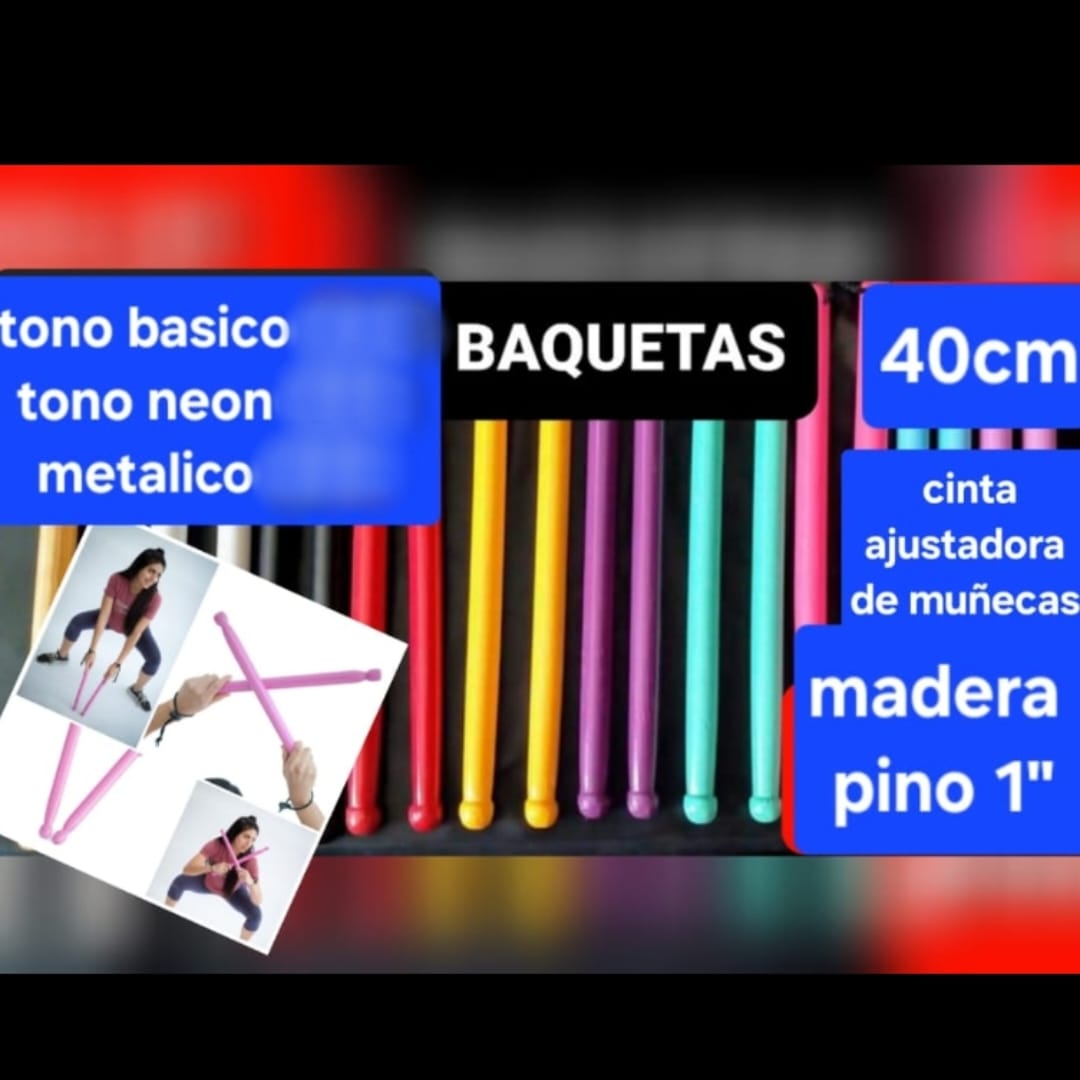 tono basico
tono neon
metalico
BAQUETAS
40cm
cinta
ajustadora
de muñecas
madera
pino 1"